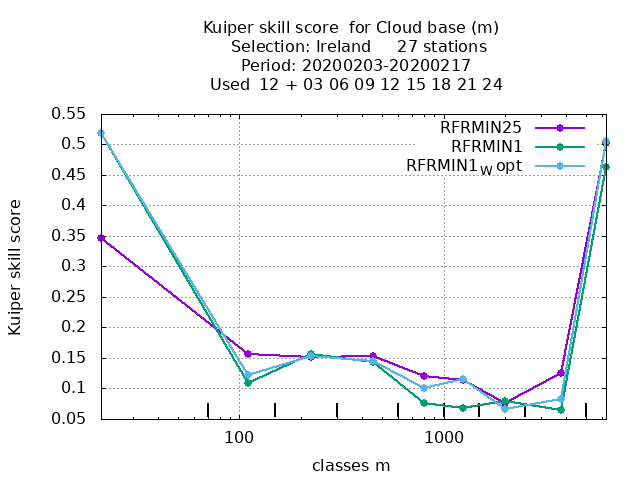 Kuiper skill score for Cloud base (m)
Selection: Ireland 27 stations
Period: 20200203-20200217
Used 12 + 03 06 09 12 15 18 21 24
RFRMIN25
RFRMIN1
RFRMIN1W opt
0.55
0.5
0.45
0.4
0.35
0.3
0.25
0.2
0.15
0.1
0.05
Kuiper skill score
100 1000
classes m